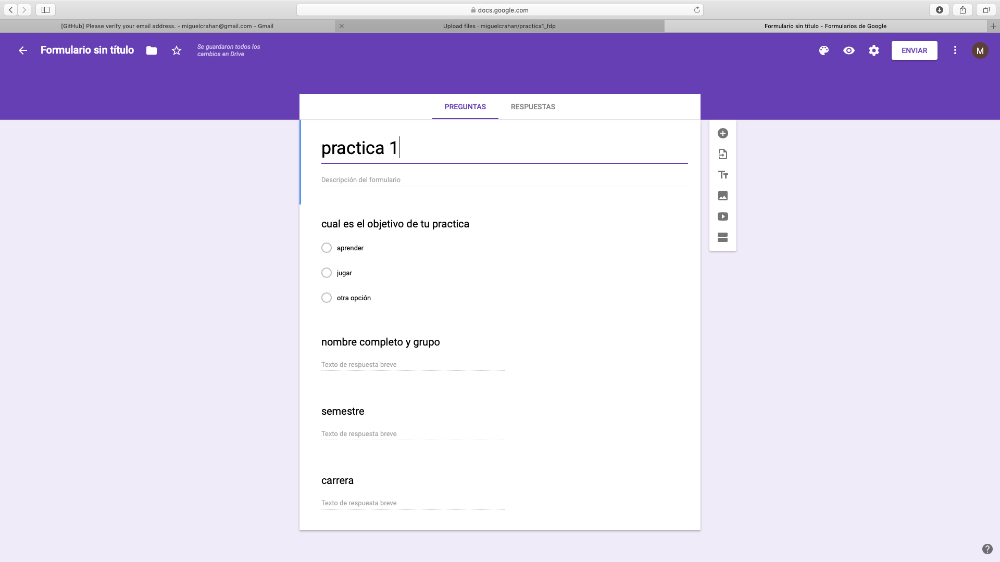 docs.google.com
[GitHub] Please verify your email address. - miguelcrahan@gmail.com - Gmail
Upload files · miguelcrahan/practica1_fdp
Formulario sin título - Formularios de Google
Formulario sin título
Se guardaron todos los
cambios en Drive
ENVIAR
M
PREGUNTAS
RESPUESTAS
practica 1
Descripción del formulario
cual es el objetivo de tu practica
aprender
jugar
otra opción
nombre completo y grupo
Texto de respuesta breve
semestre
Texto de respuesta breve
carrera
Texto de respuesta breve